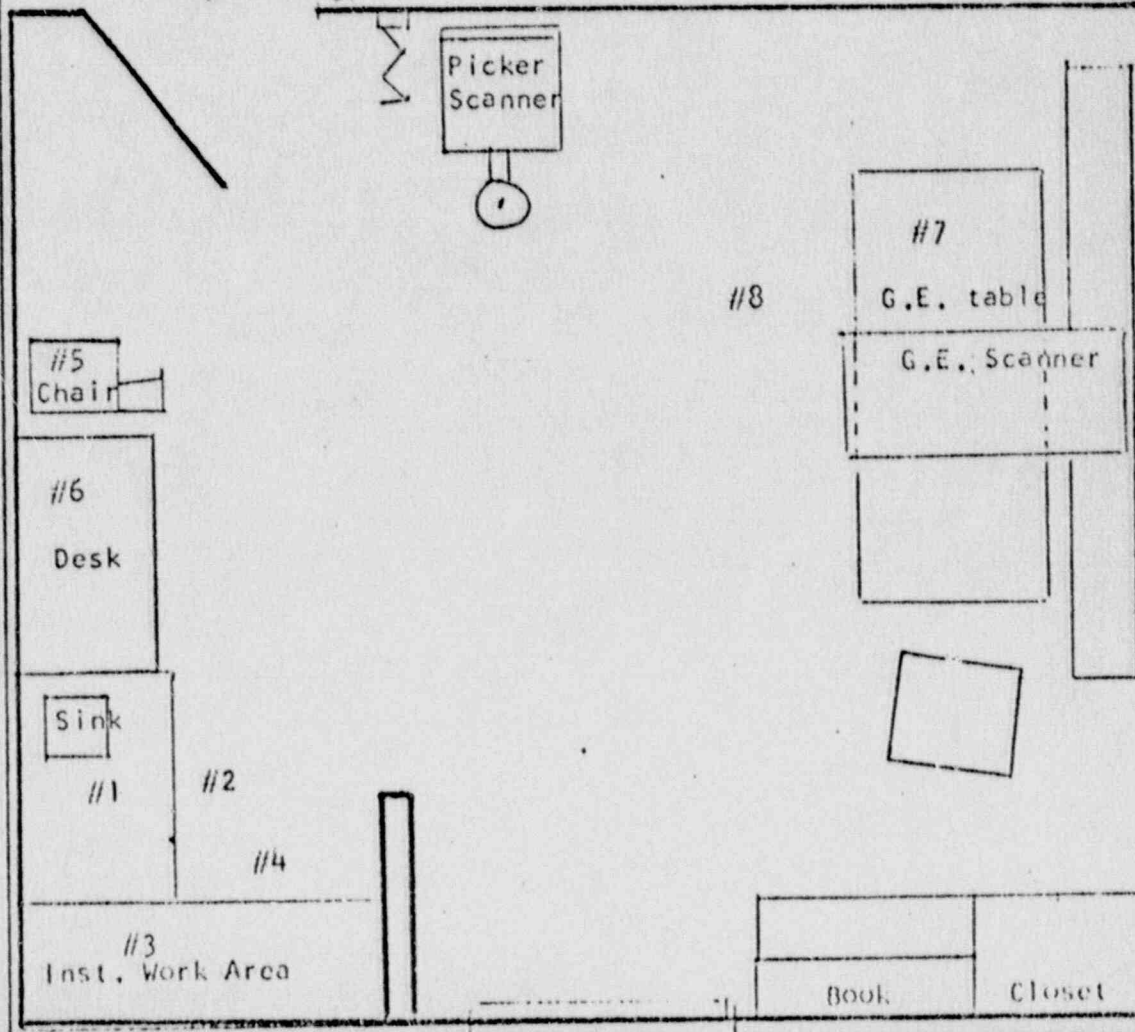 Picker
Scanner
#7
#8
G.E. table
G.E. Scanner
#5
Chair
#6
Desk
Sink
#1
#2
#4
#3
Inst. Work Area
Book
Closet